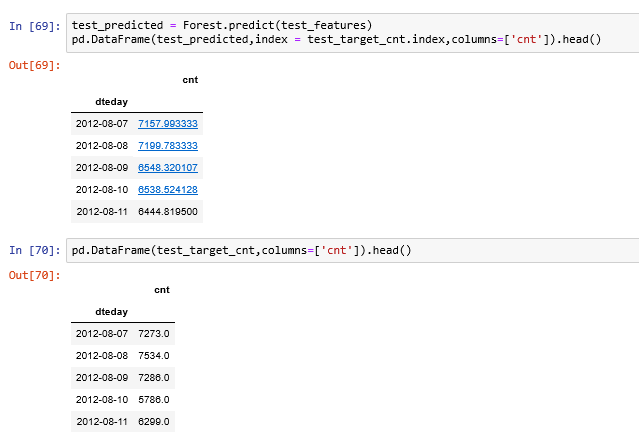 In [69]: test_predicted = Forest.predict(test_features)
pd.DataFrame(test_predicted,index = test_target_cnt.index,columns=['cnt']).head()
Out[69]:
cnt
dteday
2012-08-07 7157.993333
2012-08-08 7199.783333
2012-08-09 6548.320107
2012-08-10 6538.524128
2012-08-11 6444.819500
In [70]: pd.DataFrame(test_target_cnt,columns=['cnt']).head()
Out[70]:
cnt
dteday
2012-08-07 7273.0
2012-08-08 7534.0
2012-08-09 7286.0
2012-08-10 5786.0
2012-08-11 6299.0